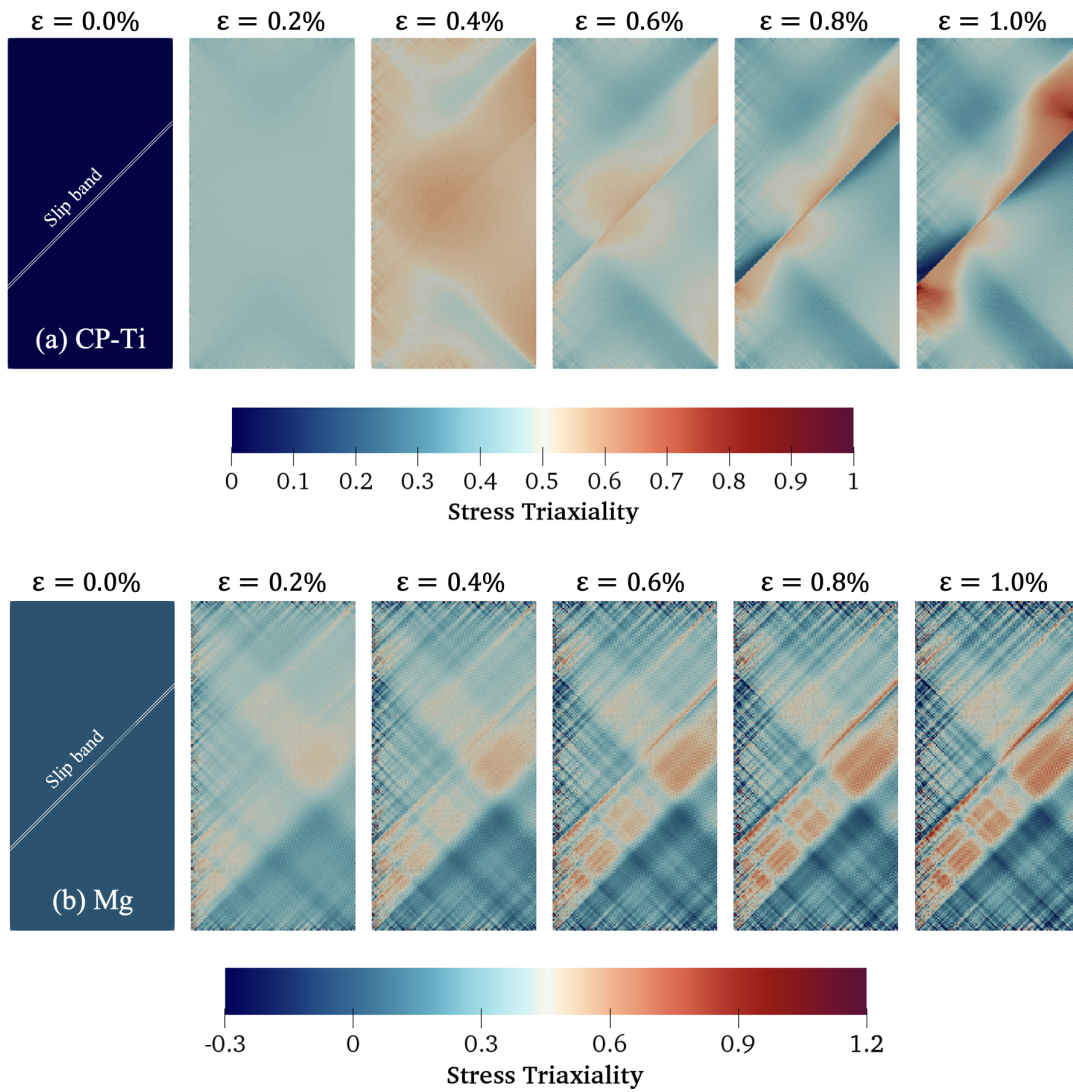 ε = 0.0% ε = 0.2% ε = 0.4% ε = 0.6% ε = 0.8% ε = 1.0%
Slip band
(a) CP-Ti
0 0.1 0.2 0.3 0.4 0.5 0.6 0.7 0.8 0.9 1
Stress Triaxiality
ε = 0.0% ε = 0.2% ε = 0.4% ε = 0.6% ε = 0.8% ε = 1.0%
Slip band
(b) Mg
-0.3 0 0.3 0.6 0.9 1.2
Stress Triaxiality